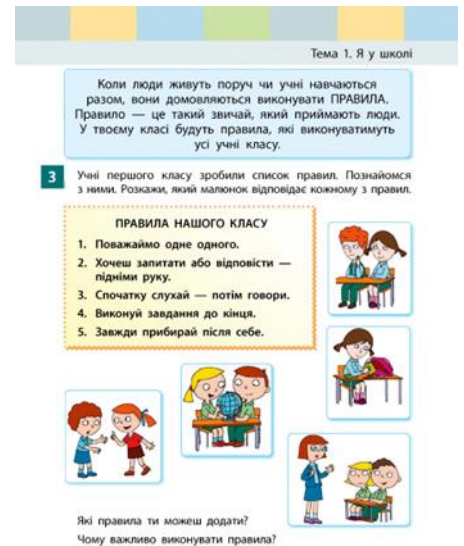 Тема 1. Я у школі
Коли люди живуть поруч чи учні навчаються
разом, вони домовляються виконувати ПРАВИЛА.
Правило — це такий звичай, який приймають люди.
У твоєму класі будуть правила, які виконуватимуть
усі учні класу.
3 Учні першого класу зробили список правил. Познайомся
з ними. Розкажи, який малюнок відповідає кожному з правил.
ПРАВИЛА НАШОГО КЛАСУ
1. Поважаймо одне одного.
2. Хочеш запитати або відповісти —
підніми руку.
3. Спочатку слухай — потім говори.
4. Виконуй завдання до кінця.
5. Завжди прибирай після себе.
Які правила ти можеш додати?
Чому важливо виконувати правила?